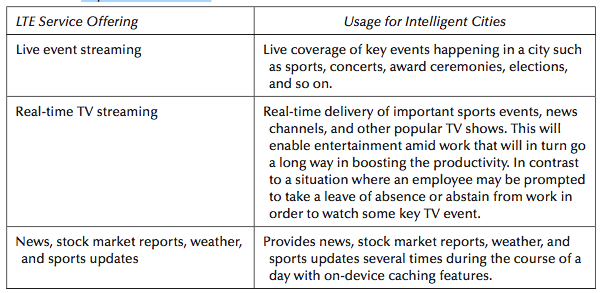 LTE Service Offering
Usage for Intelligent Cities
Live event streaming
Live coverage of key events happening in a city such
as sports, concerts, award ceremonies, elections,
and so on.
Real-time TV streaming
Real-time delivery of important sports events, news
channels, and other popular TV shows. This will
enable entertainment amid work that will in turn go
a long way in boosting the productivity. In contrast
to a situation where an employee may be prompted
to take a leave of absence or abstain from work in
order to watch some key TV event.
News, stock market reports, weather,
and sports updates
Provides news, stock market reports, weather, and
sports updates several times during the course of a
day with on-device caching features.